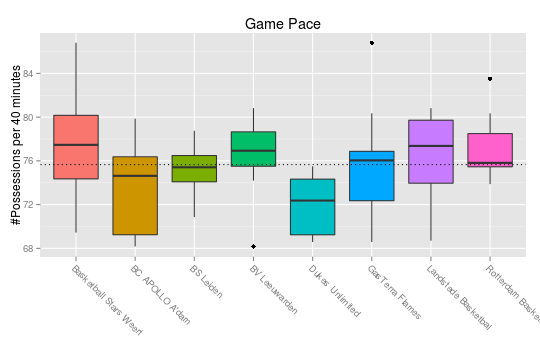 Game Pace
#Possessions per 40 minutes
84
80
76
72
68
Basketball Stars Weert
BC APOLLO A'dam
BS Leiden
BV Leeuwarden
Dukes Unlimited
GasTerra Flames
Landstede Basketbal
Rotterdam Baske